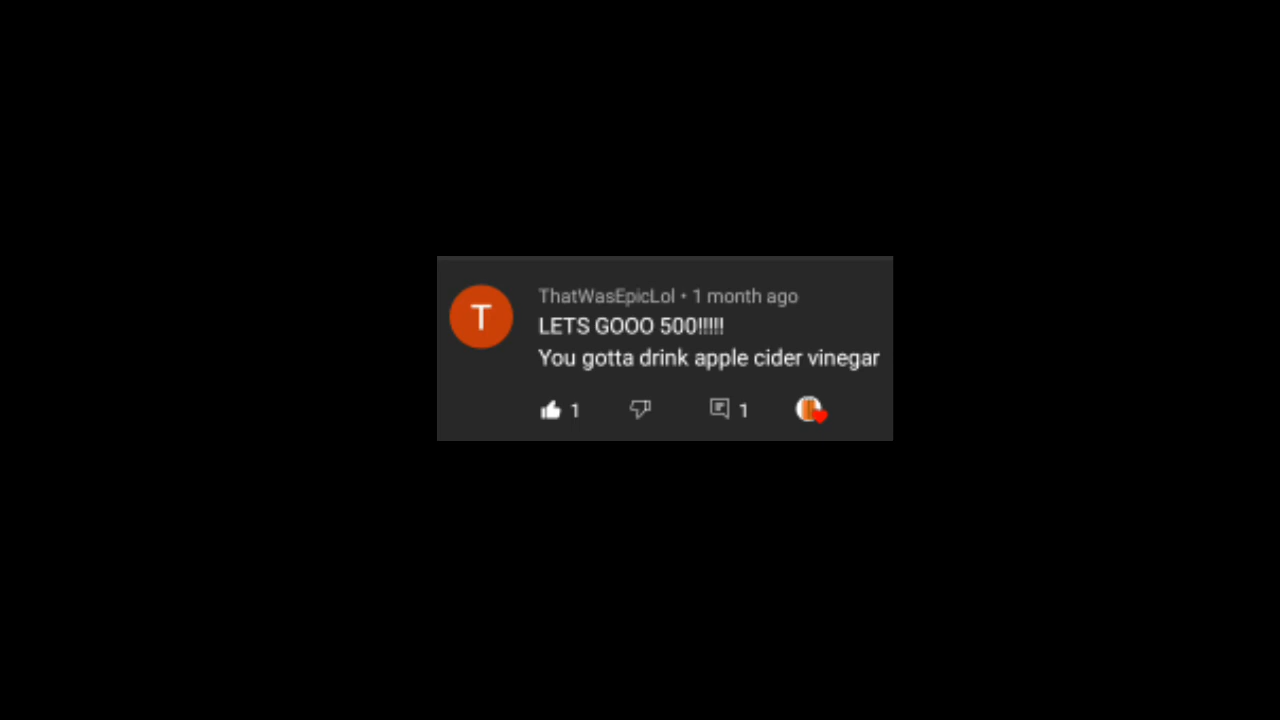 T
ThatWasEpicLol • 1 month ago
LETS GOOO 500!!!!!
You gotta drink apple cider vinegar
1
1